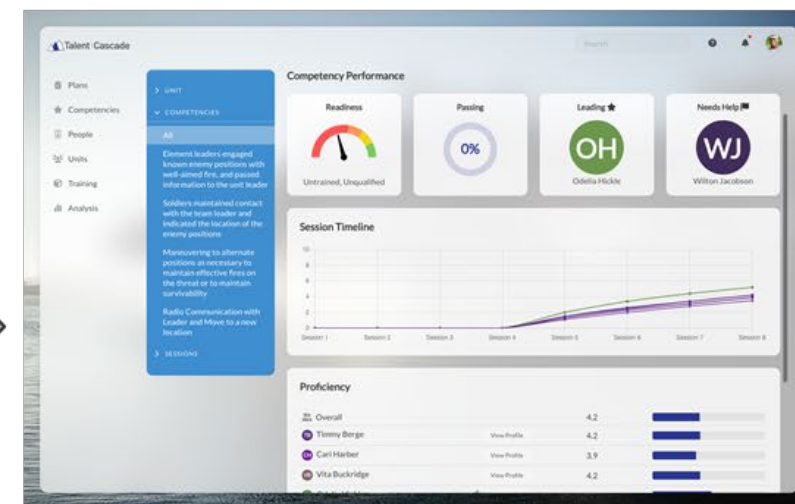 Talent Cascade
Search
Plans
Competencies
People
Units
Training
Analysis
UNIT
COMPETENCIES
All
Element leaders engaged
known enemy positions with
well-aimed fire, and passed
information to the unit leader
Soldiers maintained contact
with the team leader and
indicated the location of the
enemy positions
Maneuvering to alternate
positions as necessary to
maintain effective fires on
the threat or to maintain
survivability
Radio Communication with
Leader and Move to a new
location
SESSIONS
Competency Performance
Readiness
Untrained, Unqualified
Passing
0%
Leading
OH
Odelia Hickle
Needs Help
WJ
Wilton Jacobson
Session Timeline
10
8
6
4
2
0
Session 1 Session 2 Session 3 Session 4 Session 5 Session 6 Session 7 Session 8
Proficiency
Overall 4.2
TB Timmy Berge View Profile 4.2
CH Cari Harber View Profile 3.9
VB Vita Buckridge View Profile 4.2